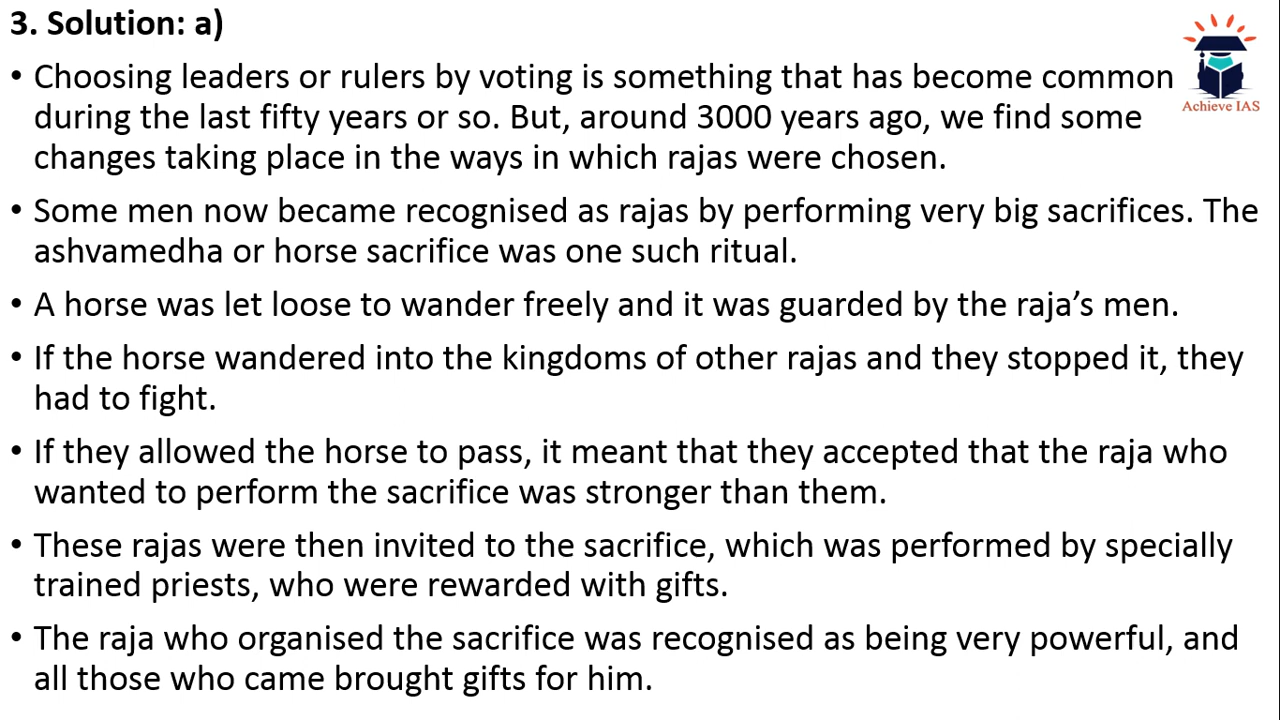 3. Solution: a)
• Choosing leaders or rulers by voting is something that has become common
during the last fifty years or so. But, around 3000 years ago, we find some
changes taking place in the ways in which rajas were chosen.
• Some men now became recognised as rajas by performing very big sacrifices. The
ashvamedha or horse sacrifice was one such ritual.
• A horse was let loose to wander freely and it was guarded by the raja’s men.
• If the horse wandered into the kingdoms of other rajas and they stopped it, they
had to fight.
• If they allowed the horse to pass, it meant that they accepted that the raja who
wanted to perform the sacrifice was stronger than them.
• These rajas were then invited to the sacrifice, which was performed by specially
trained priests, who were rewarded with gifts.
• The raja who organised the sacrifice was recognised as being very powerful, and
all those who came brought gifts for him.
Achieve IAS